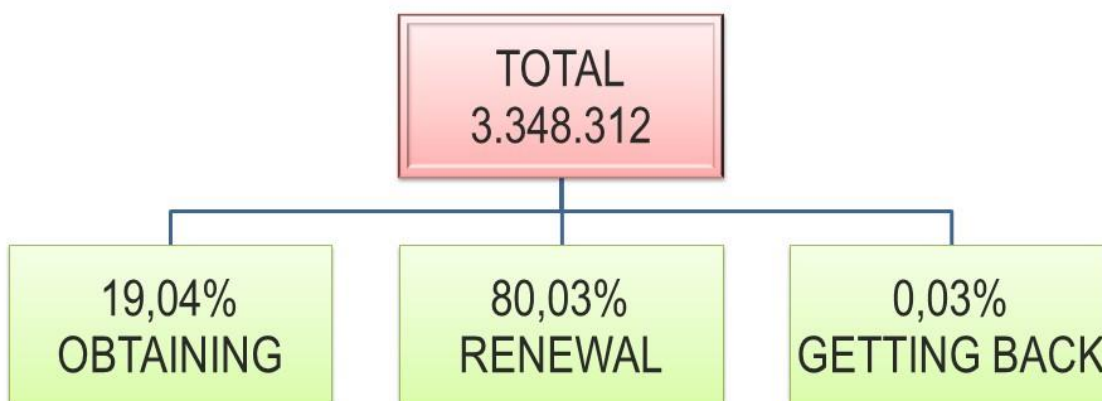 TOTAL
3.348.312
19,04%
OBTAINING
80,03%
RENEWAL
0,03%
GETTING BACK